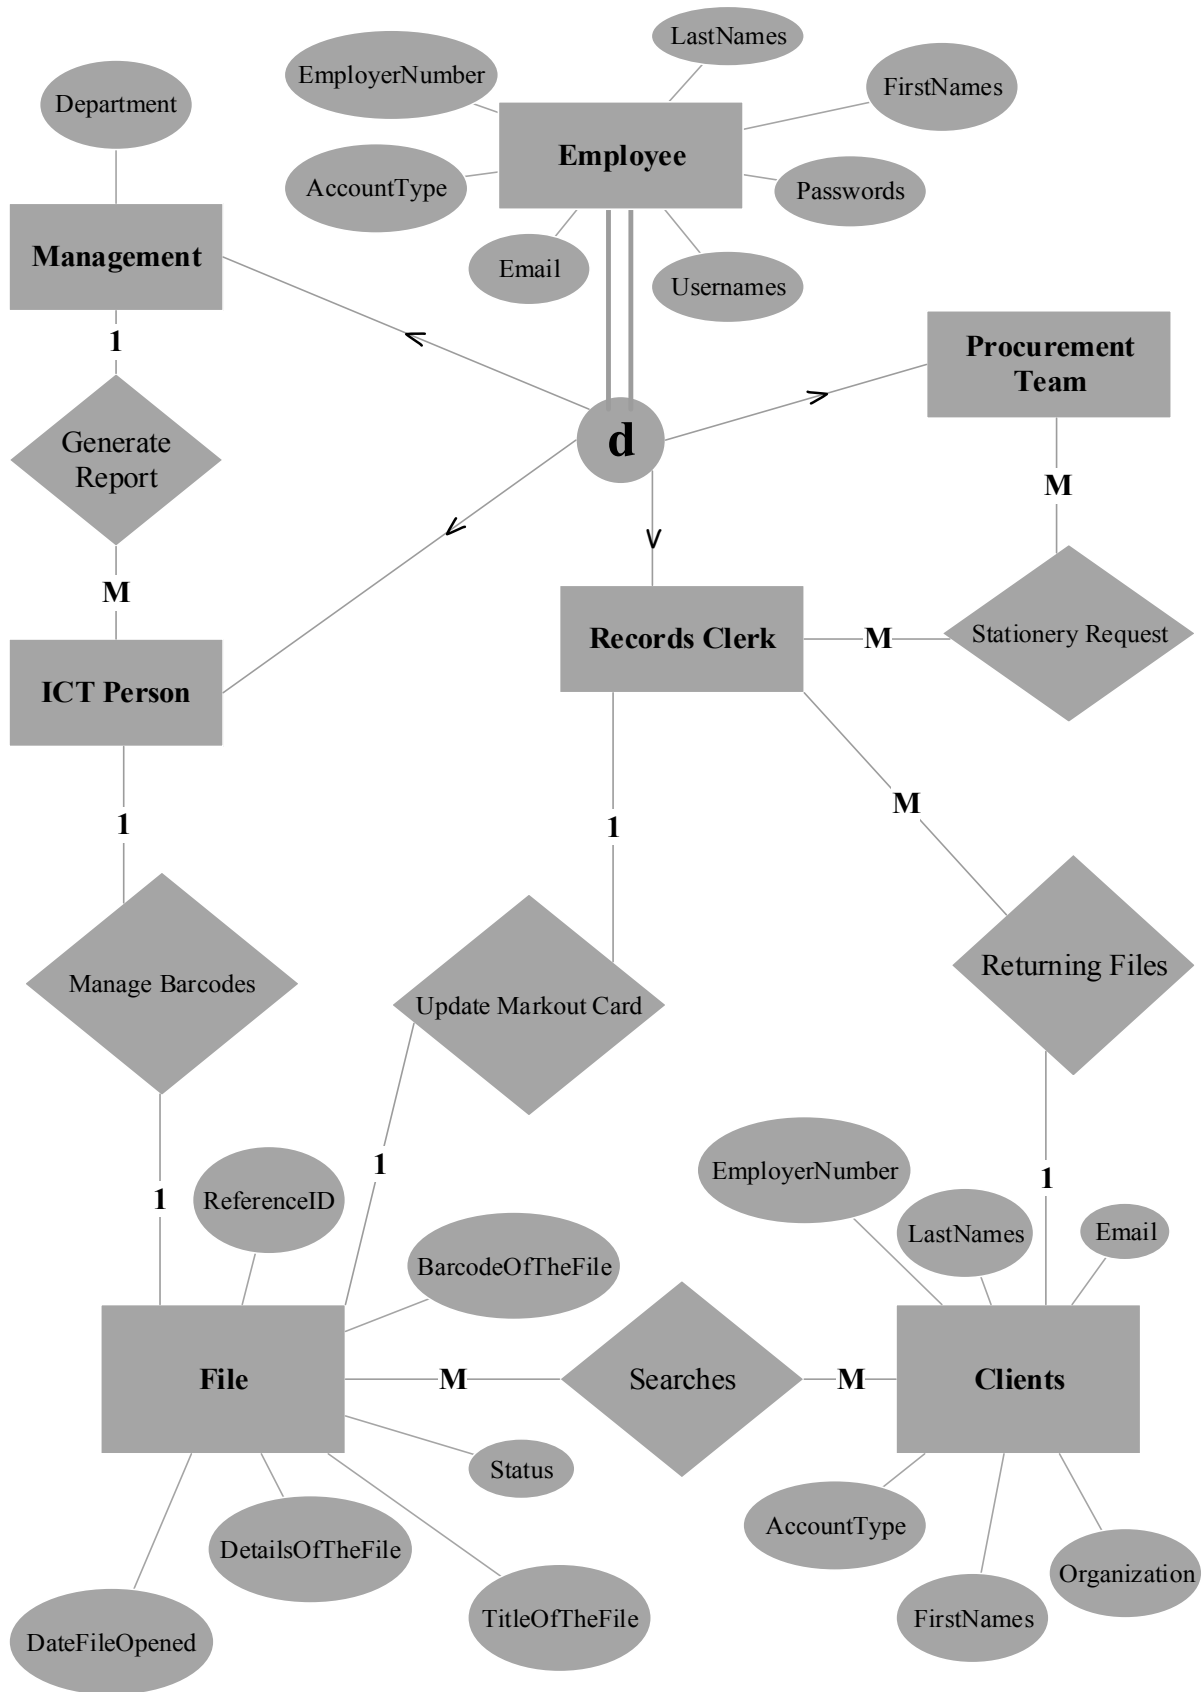 LastNames
EmployerNumber
FirstNames
Department
Employee
AccountType
Passwords
Management
Email
Usernames
1
Procurement
Team
Generate
Report
d
M
M
Records Clerk
M
Stationery Request
ICT Person
M
1
1
Manage Barcodes
Update Markout Card
Returning Files
1
1
1
ReferenceID
EmployerNumber
LastNames
Email
BarcodeOfTheFile
File
M
Searches
M
Clients
Status
AccountType
DetailsOfTheFile
Organization
TitleOfTheFile
FirstNames
DateFileOpened